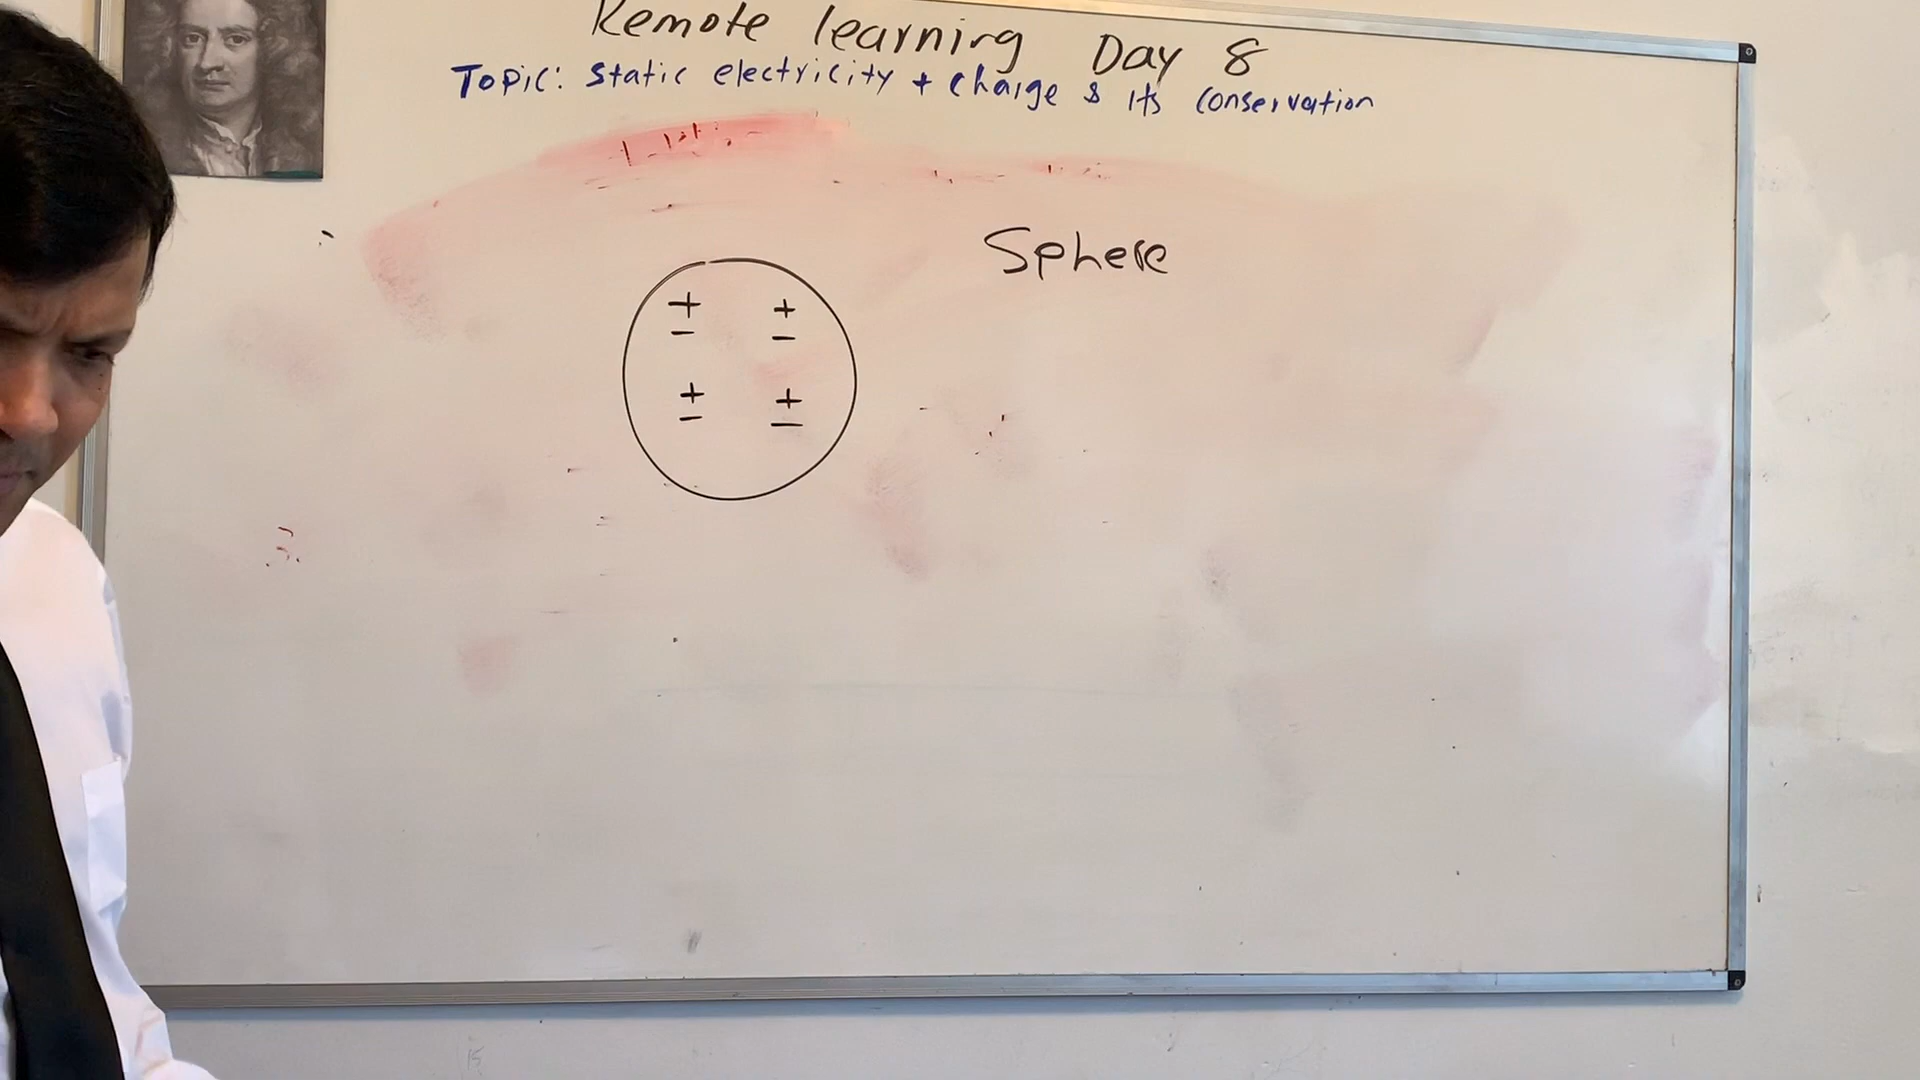 Remote learning Day 8
Topic: static electricity + charge & its conservation
Sphere
+ +
- -
+ +
- -